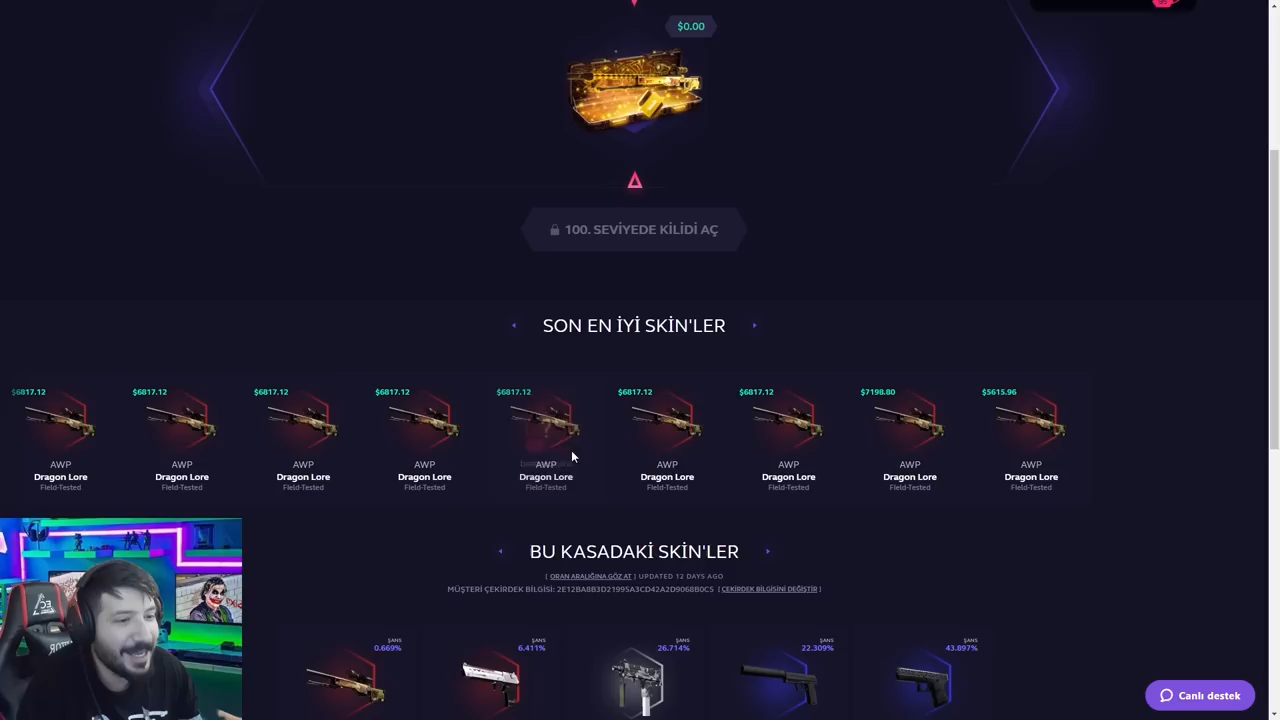 $0.00
100. SEVİYEDE KİLİDİ AÇ
SON EN İYİ SKİN'LER
$6817.12 $6817.12 $6817.12 $6817.12 $6817.12 $6817.12 $6817.12 $7198.80 $5615.96
AWP AWP AWP AWP AWP AWP AWP AWP AWP
Dragon Lore Dragon Lore Dragon Lore Dragon Lore Dragon Lore Dragon Lore Dragon Lore Dragon Lore Dragon Lore
Field-Tested Field-Tested Field-Tested Field-Tested Field-Tested Field-Tested Field-Tested Field-Tested Field-Tested
BU KASADAKİ SKİN'LER
[ ORAN ARALIĞINA GÖZ AT ] UPDATED 12 DAYS AGO
MÜŞTERİ ÇEKİRDEK BİLGİSİ: 2E12BA8B3D21995A3CD42A2D9068B0C5 [ ÇEKİRDEK BİLGİSİNİ DEĞİŞTİR ]
ŞANS ŞANS ŞANS ŞANS ŞANS
0.669% 6.411% 26.714% 22.309% 43.897%
Canlı destek